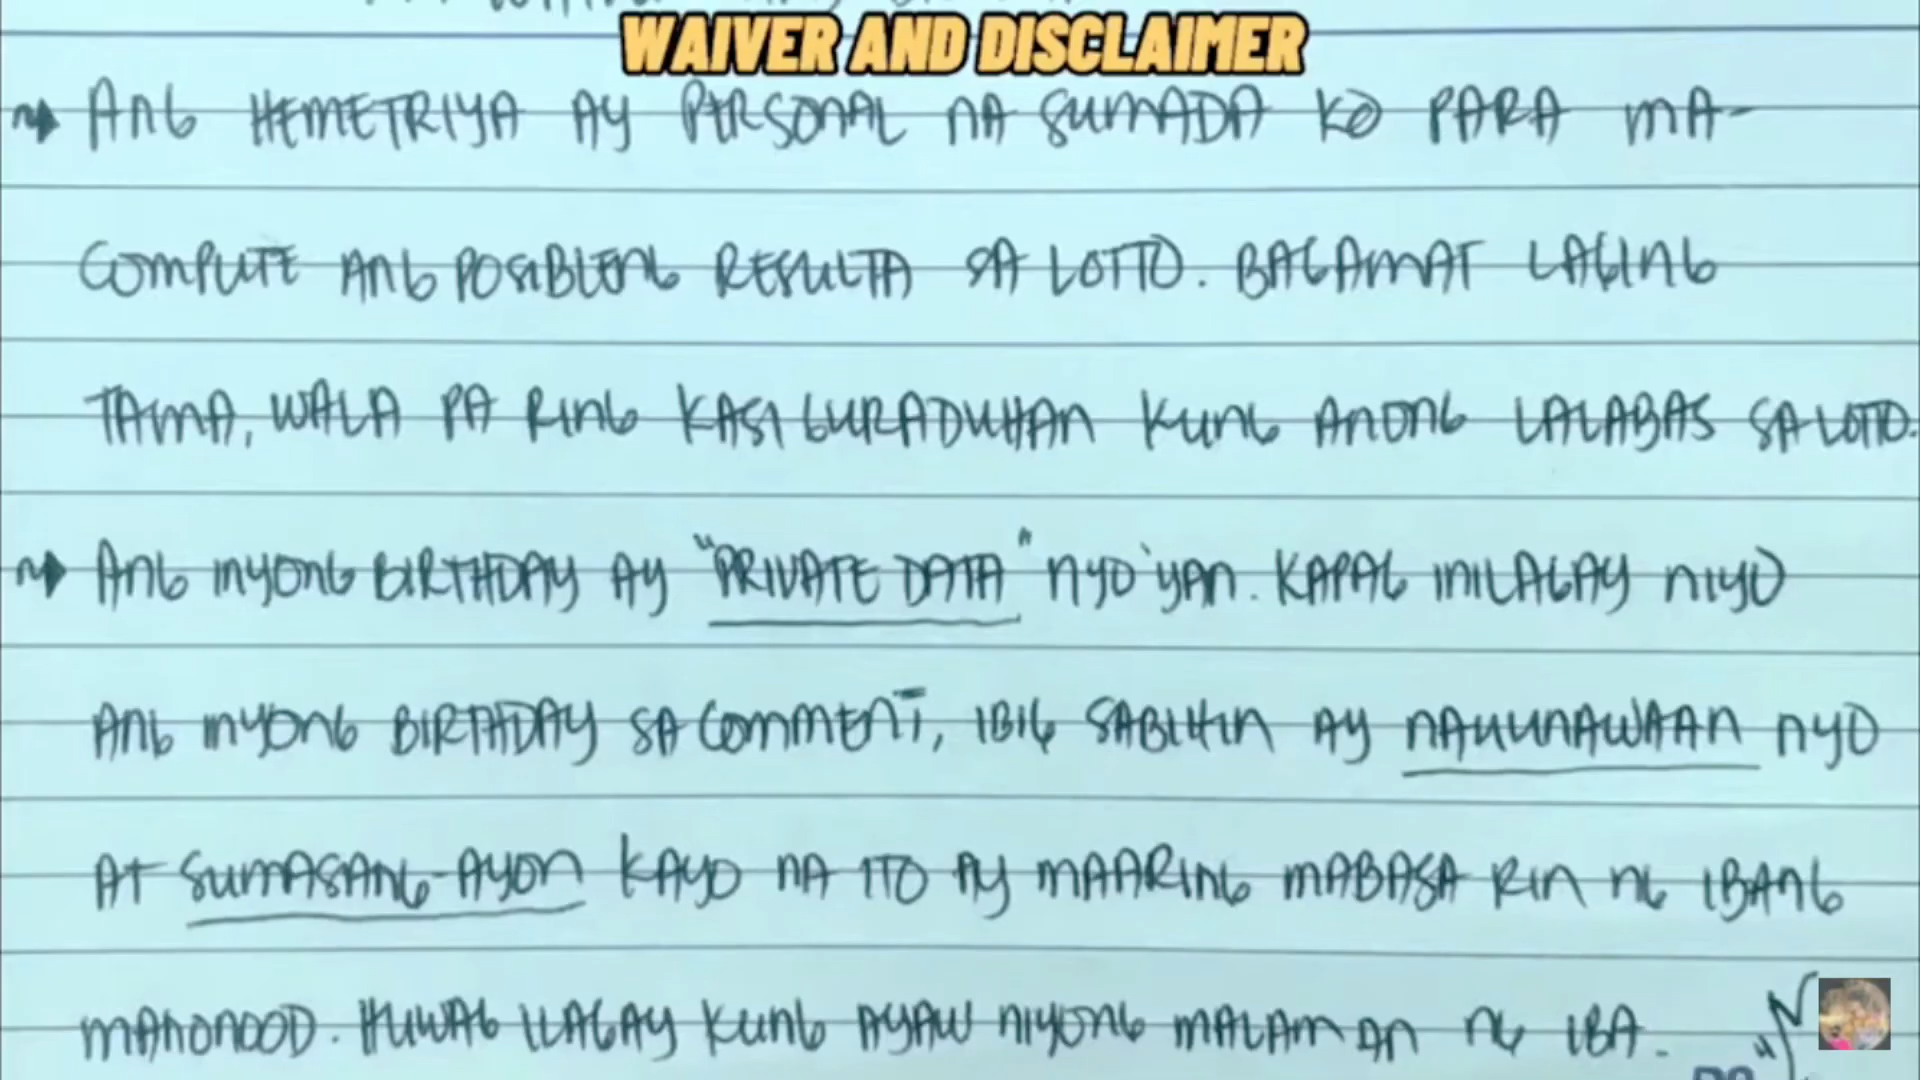 WAIVER AND DISCLAIMER
ANG HEMETRIYA AY PERSONAL NA SUMADA KO PARA MA-
COMPUTE ANG POSIBLENG RESULTA SA LOTTO. BAGAMAT LAGING
TAMA, WALA PA RING KASIGURADUHAN KUNG ANONG LALABAS SA LOTTO.
ANG INYONG BIRTHDAY AY "PRIVATE DATA" NYO 'YAN. KAPAG INILAGAY NIYO
ANG INYONG BIRTHDAY SA COMMENT, IBIG SABIHIN AY NAUUNAWAAN NYO
AT SUMASANG-AYON KAYO NA ITO AY MAARING MABASA RIN NG IBANG
MANONOOD. HUWAG ILAGAY KUNG AYAW NIYONG MALAMAN NG IBA.